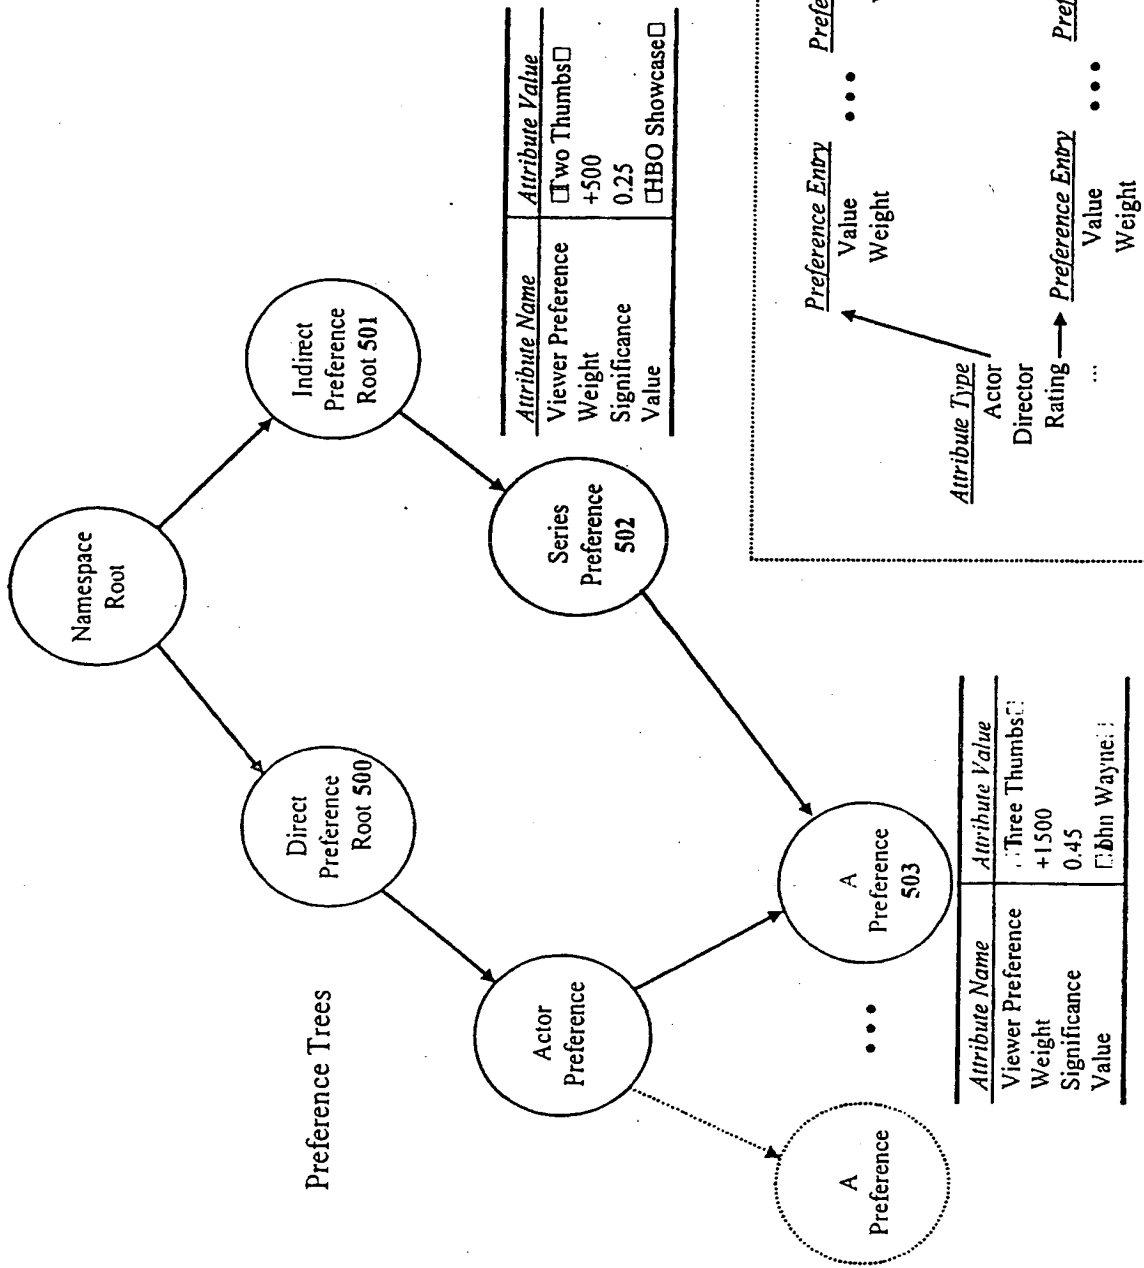 Preference Trees
Namespace
Root
Direct
Preference
Root 500
Indirect
Preference
Root 501
Actor
Preference
Series
Preference
502
A
Preference
•••
A
Preference
503
Attribute Name Attribute Value
Viewer Preference □Two Thumbs□
Weight +500
Significance 0.25
Value □HBO Showcase□
Attribute Name Attribute Value
Viewer Preference □Three Thumbs□
Weight +1500
Significance 0.45
Value □John Wayne□
Attribute Type
Actor
Director
Rating
...
Preference Entry ••• Prefe
Value
Weight
Preference Entry ••• Pref
Value
Weight